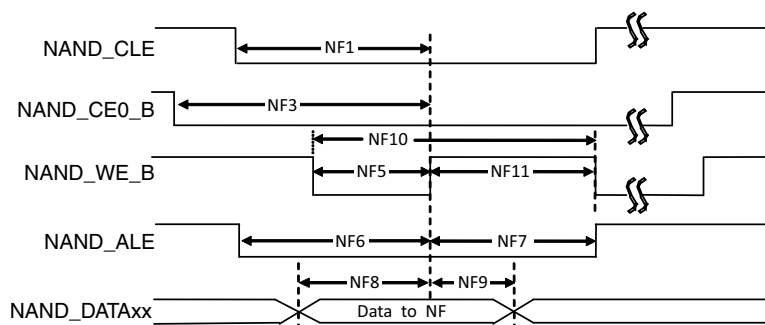 NAND_CLE
NF1
NAND_CE0_B
NF3
NF10
NAND_WE_B
NF5
NF11
NAND_ALE
NF6
NF7
NF8
NF9
NAND_DATAxx
Data to NF